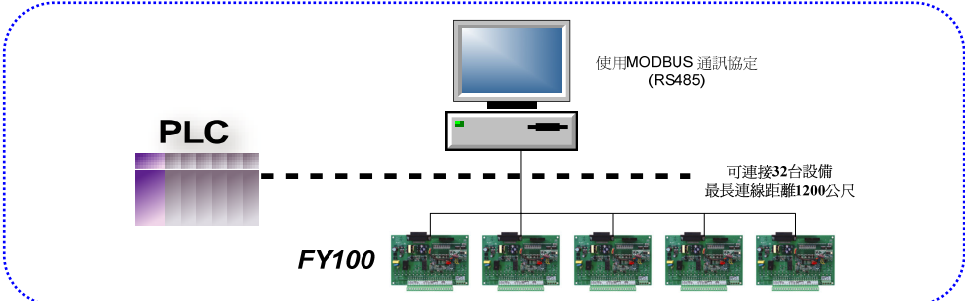 使用MODBUS 通訊協定
(RS485)
PLC
可連接32台設備
最長連線距離1200公尺
FY100